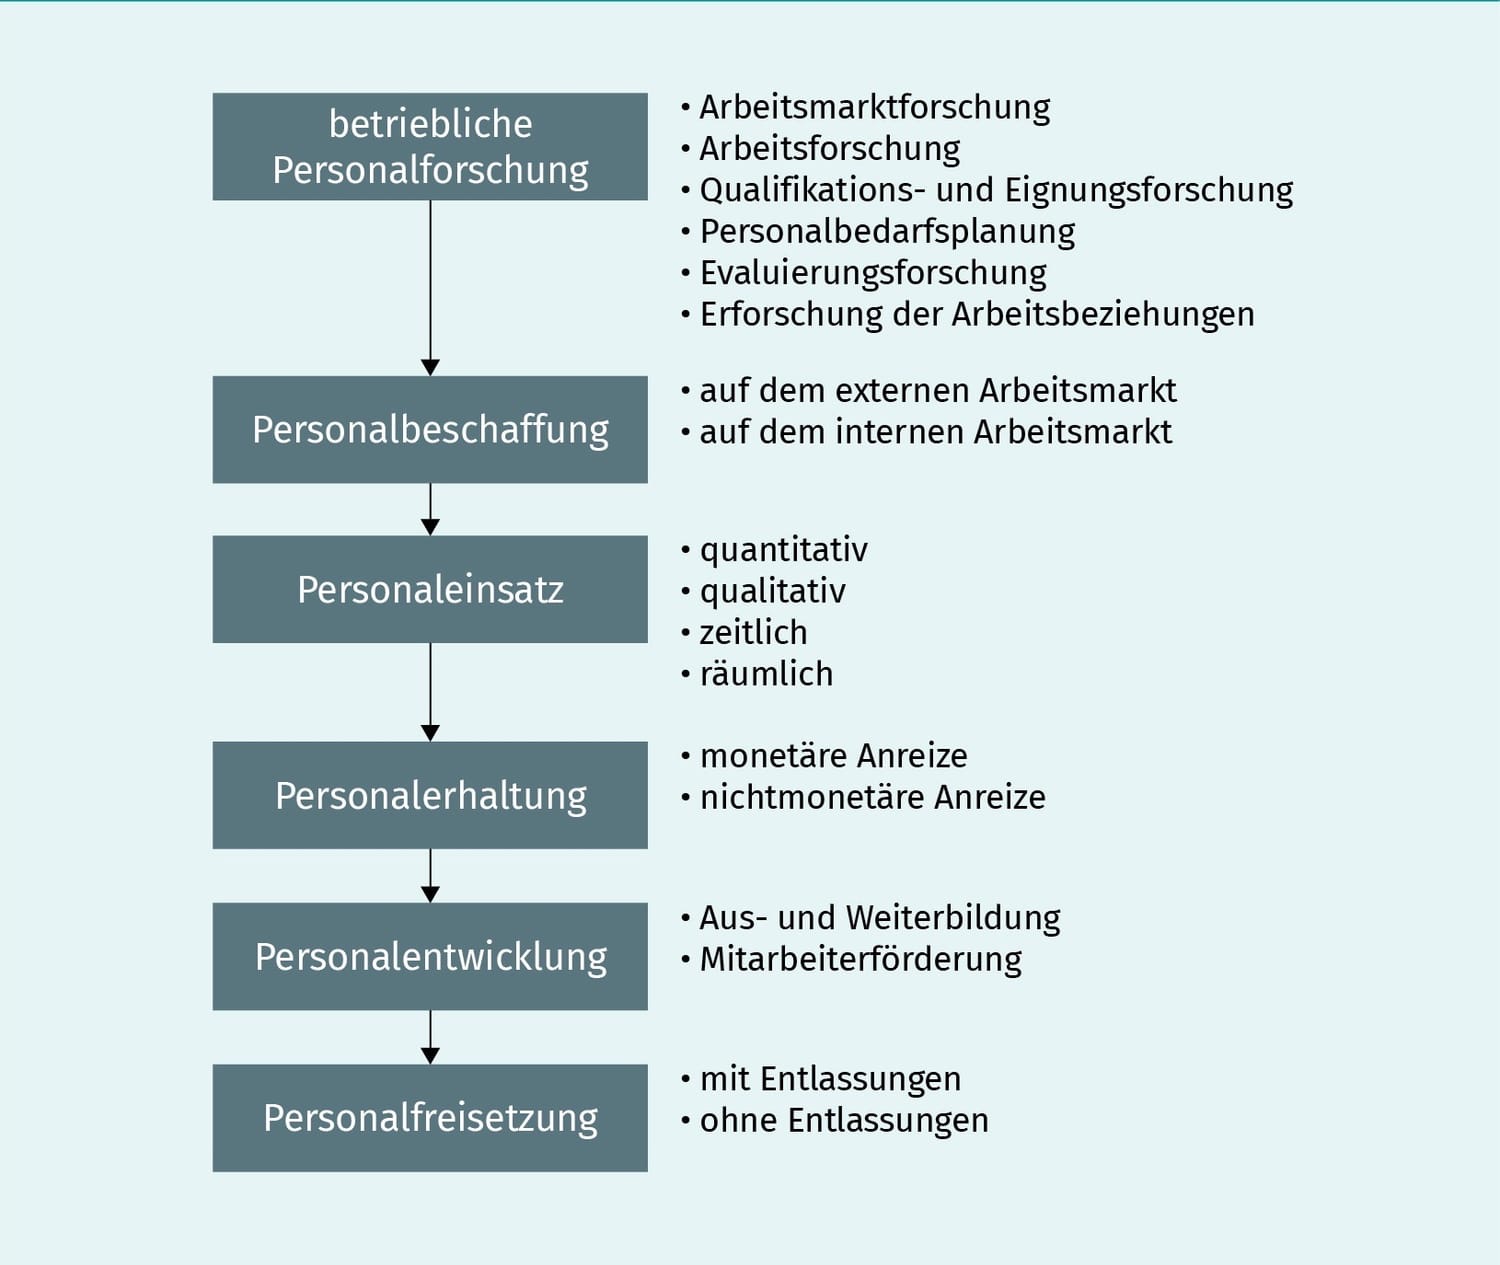 betriebliche
Personalforschung
• Arbeitsmarktforschung
• Arbeitsforschung
• Qualifikations- und Eignungsforschung
• Personalbedarfsplanung
• Evaluierungsforschung
• Erforschung der Arbeitsbeziehungen
Personalbeschaffung
• auf dem externen Arbeitsmarkt
• auf dem internen Arbeitsmarkt
Personaleinsatz
• quantitativ
• qualitativ
• zeitlich
• räumlich
Personalerhaltung
• monetäre Anreize
• nichtmonetäre Anreize
Personalentwicklung
• Aus- und Weiterbildung
• Mitarbeiterförderung
Personalfreisetzung
• mit Entlassungen
• ohne Entlassungen